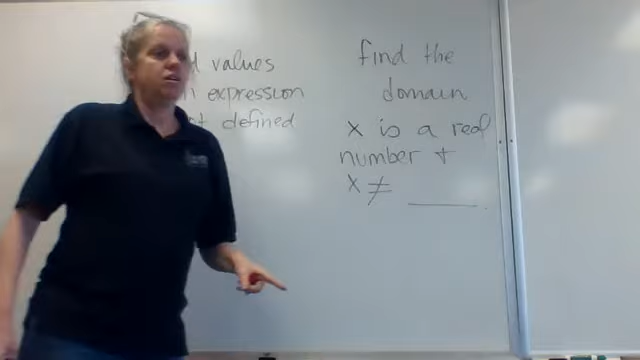 values
expression
defined
find the
domain
x is a real
number +
x ≠ ____.